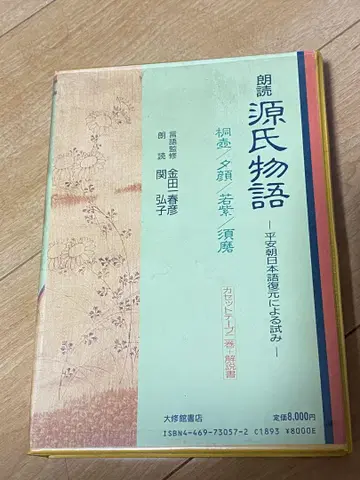 朗読 源氏物語
―平安朝日本語復元による試み―
桐壺/夕顔/若紫/須磨
言語監修 金田一春彦
朗読 関 弘子
カセットテープ二巻+解説書
大修館書店
定価8,000円
ISBN4-469-73057-2 C1893 ¥8000E